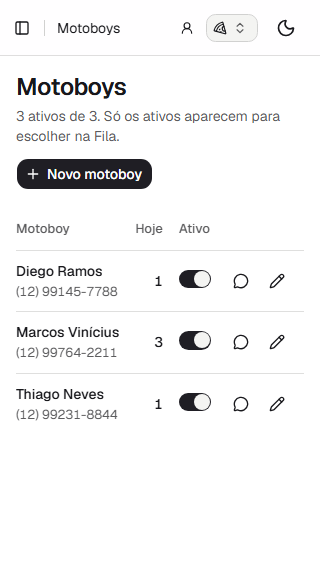 Motoboys
Motoboys
3 ativos de 3. Só os ativos aparecem para
escolher na Fila.
Novo motoboy
Motoboy Hoje Ativo
Diego Ramos
(12) 99145-7788
1
Marcos Vinícius
(12) 99764-2211
3
Thiago Neves
(12) 99231-8844
1